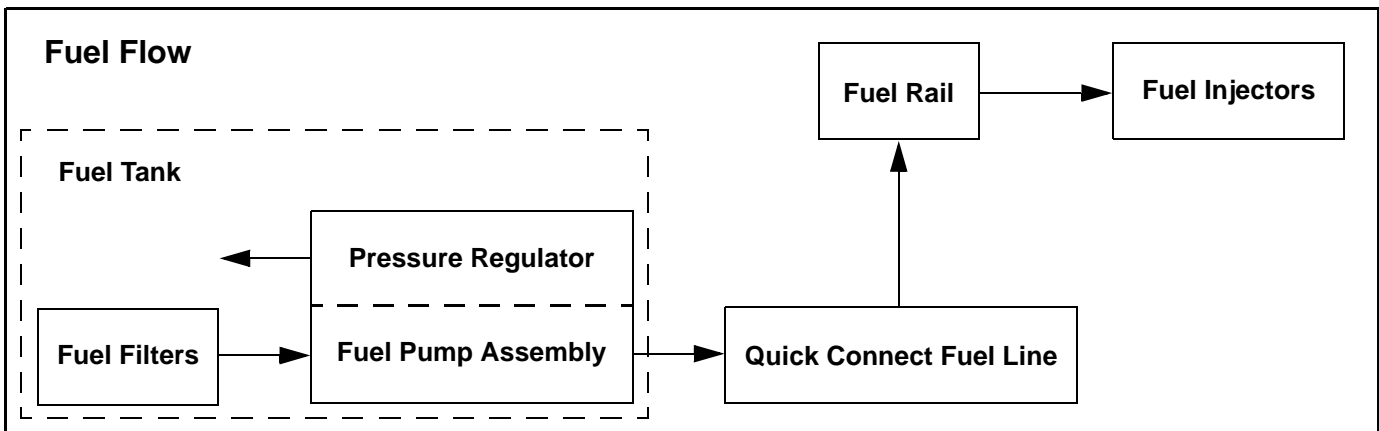 Fuel Flow
Fuel Rail
Fuel Injectors
Fuel Tank
Pressure Regulator
Fuel Filters
Fuel Pump Assembly
Quick Connect Fuel Line